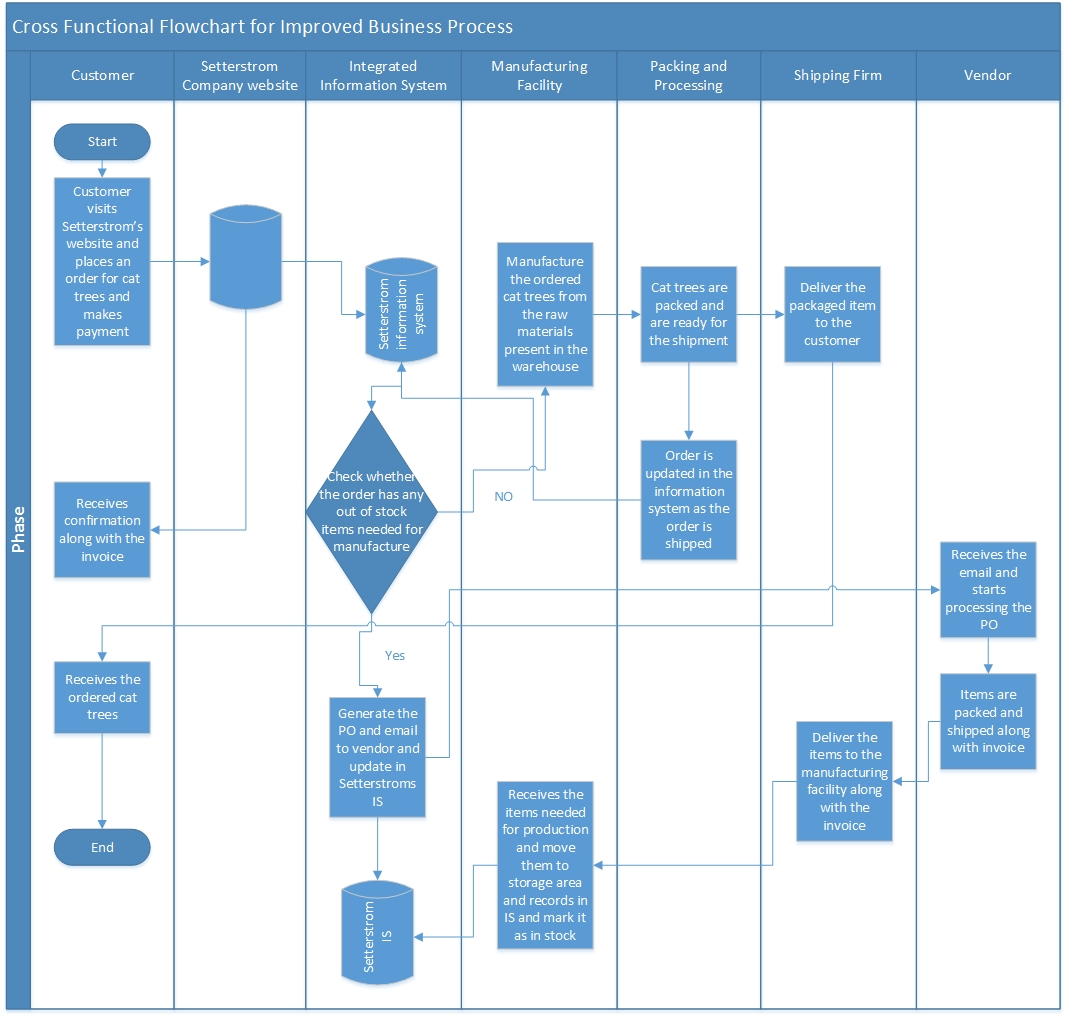 Cross Functional Flowchart for Improved Business Process
Phase
Customer
Setterstrom
Company website
Integrated
Information System
Manufacturing
Facility
Packing and
Processing
Shipping Firm
Vendor
Start
Customer
visits
Setterstrom's
website and
places an
order for cat
trees and
makes
payment
Setterstrom
information
system
Manufacture
the ordered
cat trees from
the raw
materials
present in the
warehouse
Cat trees are
packed and
are ready for
the shipment
Deliver the
packaged item
to the
customer
Check whether
the order has any
out of stock
items needed for
manufacture
NO
Order is
updated in the
information
system as the
order is
shipped
Receives
confirmation
along with the
invoice
Receives the
email and
starts
processing the
PO
Yes
Receives the
ordered cat
trees
Generate the
PO and email
to vendor and
update in
Setterstroms
IS
Items are
packed and
shipped along
with invoice
Deliver the
items to the
manufacturing
facility along
with the
invoice
Receives the
items needed
for production
and move
them to
storage area
and records in
IS and mark it
as in stock
End
Setterstrom
IS